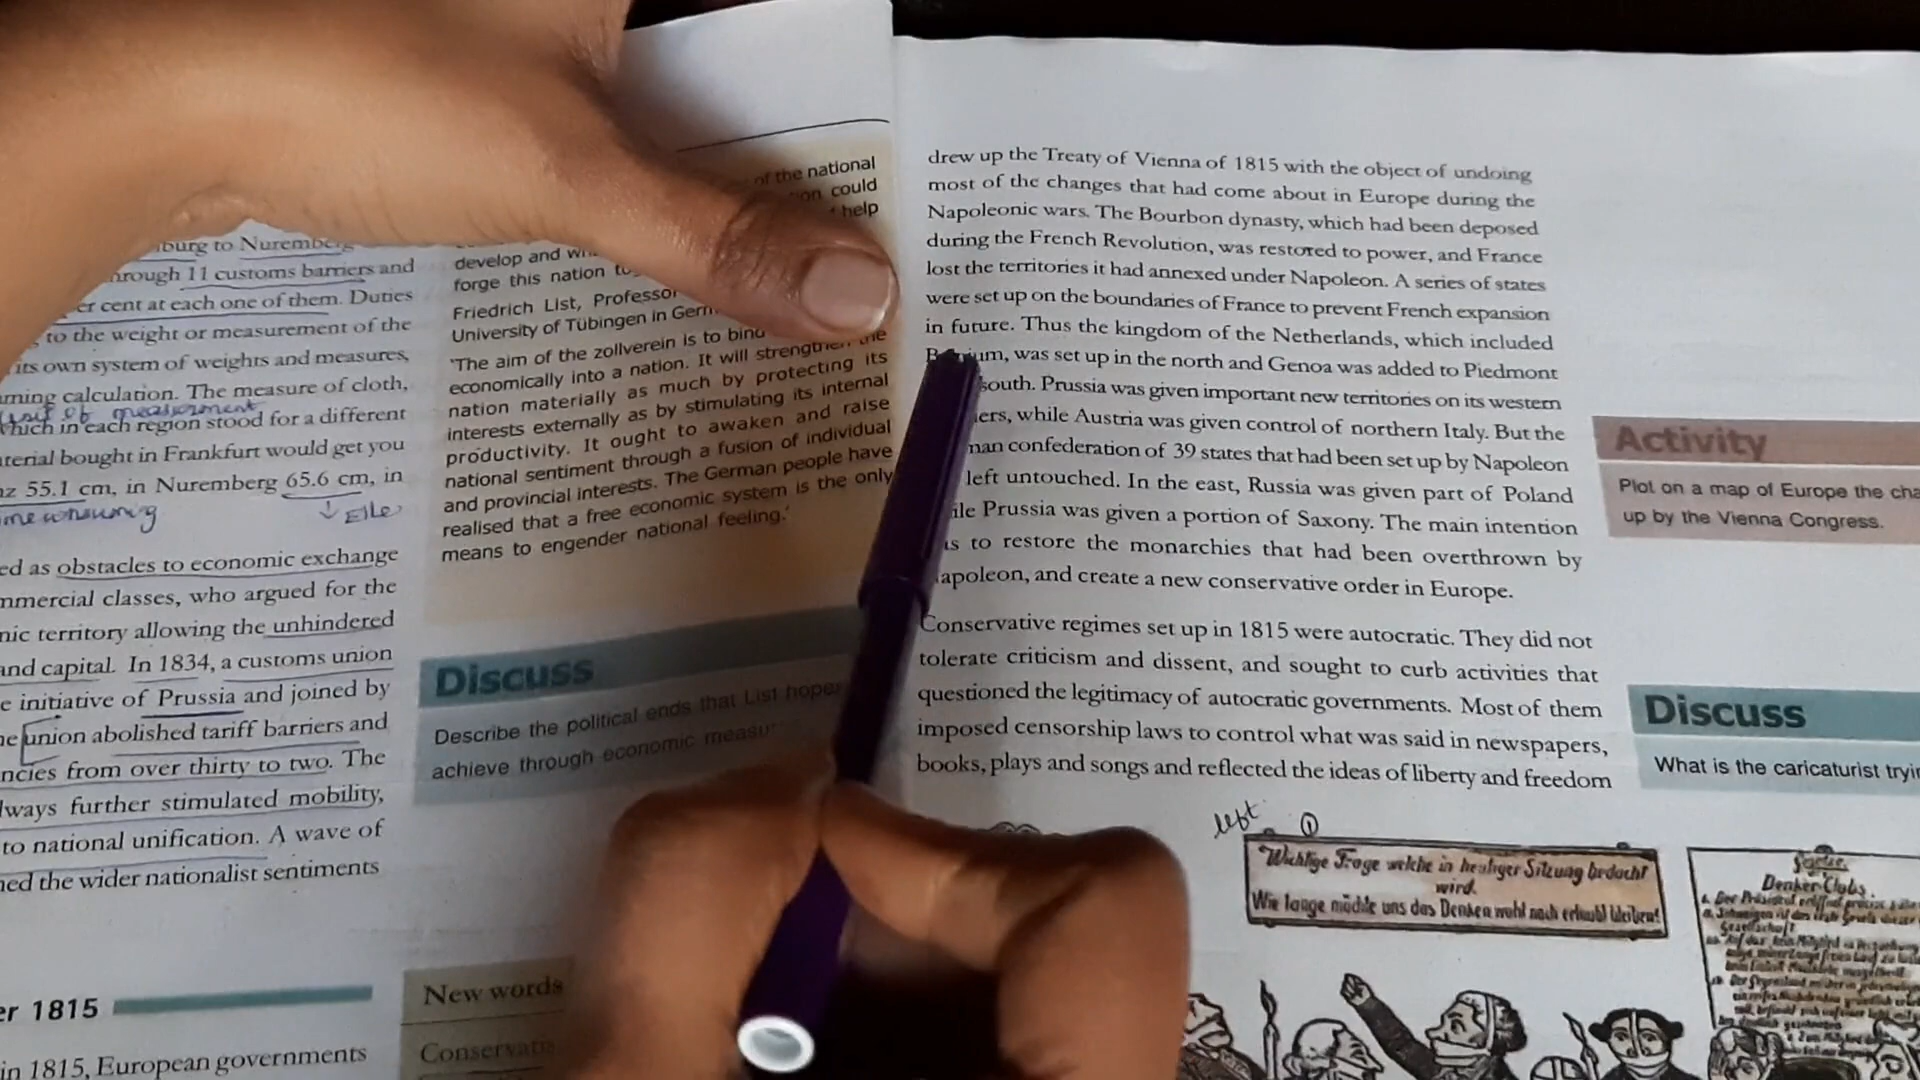 burg to Nuremberg
hrough 11 customs barriers and
er cent at each one of them. Duties
to the weight or measurement of the
its own system of weights and measures,
ming calculation. The measure of cloth,
unit of measurement
which in each region stood for a different
aterial bought in Frankfurt would get you
nz 55.1 cm, in Nuremberg 65.6 cm, in
↓ Elle
ed as obstacles to economic exchange
mmercial classes, who argued for the
mic territory allowing the unhindered
and capital. In 1834, a customs union
e initiative of Prussia and joined by
he union abolished tariff barriers and
ncies from over thirty to two. The
lways further stimulated mobility,
to national unification. A wave of
ned the wider nationalist sentiments
er 1815
in 1815, European governments
of the national
on could
help
develop and
forge this nation
Friedrich List, Professor
University of Tübingen in Germ
'The aim of the zollverein is to bind
economically into a nation. It will strengthen the
nation materially as much by protecting its
interests externally as by stimulating its internal
productivity. It ought to awaken and raise
national sentiment through a fusion of individual
and provincial interests. The German people have
realised that a free economic system is the only
means to engender national feeling.'
Discuss
Describe the political ends that List hopes
achieve through economic measu
New words
Conservatis
drew up the Treaty of Vienna of 1815 with the object of undoing
most of the changes that had come about in Europe during the
Napoleonic wars. The Bourbon dynasty, which had been deposed
during the French Revolution, was restored to power, and France
lost the territories it had annexed under Napoleon. A series of states
were set up on the boundaries of France to prevent French expansion
in future. Thus the kingdom of the Netherlands, which included
Belgium, was set up in the north and Genoa was added to Piedmont
south. Prussia was given important new territories on its western
iers, while Austria was given control of northern Italy. But the
man confederation of 39 states that had been set up by Napoleon
left untouched. In the east, Russia was given part of Poland
ile Prussia was given a portion of Saxony. The main intention
as to restore the monarchies that had been overthrown by
apoleon, and create a new conservative order in Europe.
Conservative regimes set up in 1815 were autocratic. They did not
tolerate criticism and dissent, and sought to curb activities that
questioned the legitimacy of autocratic governments. Most of them
imposed censorship laws to control what was said in newspapers,
books, plays and songs and reflected the ideas of liberty and freedom
left ①
Wichtige Frage welche in heutiger Sitzung bedacht
wird.
Wie lange möchte uns das Denken wohl noch erlaubt bleiben?
Denker-Clubs.
Activity
Plot on a map of Europe the cha
up by the Vienna Congress.
Discuss
What is the caricaturist tryi